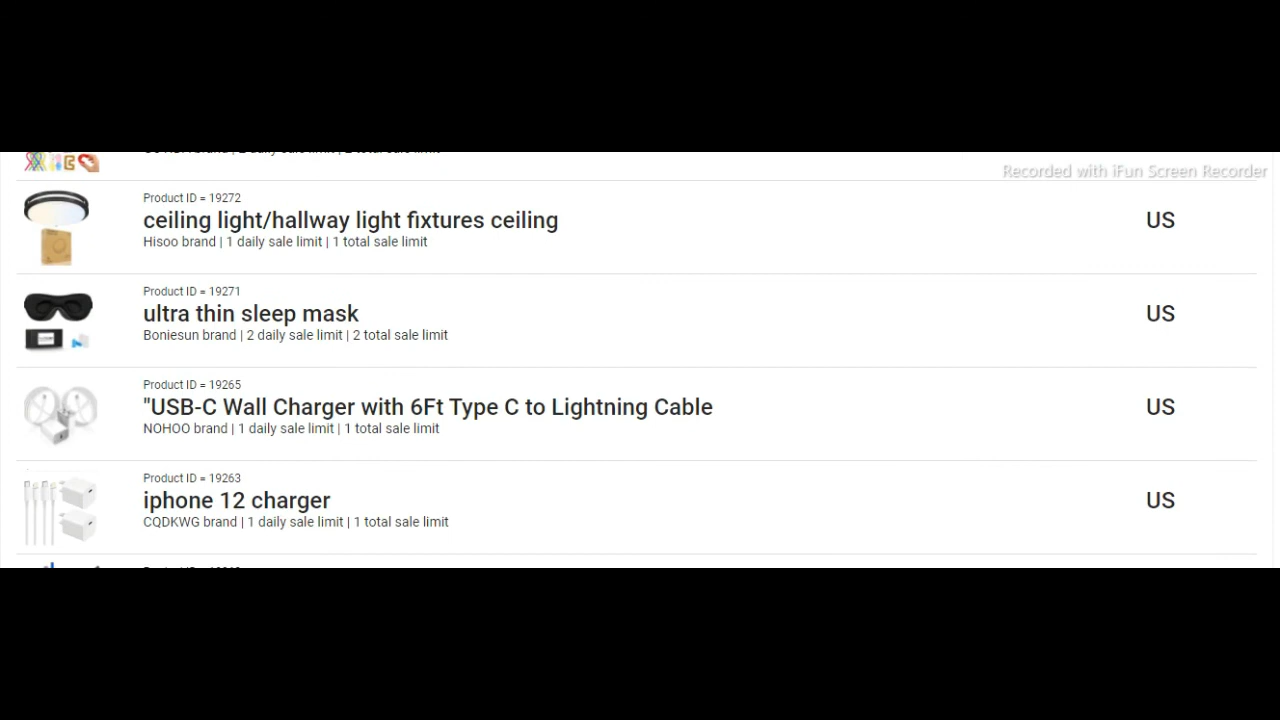 Recorded with iFun Screen Recorder
Product ID = 19272
ceiling light/hallway light fixtures ceiling
US
Hisoo brand | 1 daily sale limit | 1 total sale limit
Product ID = 19271
ultra thin sleep mask
US
Boniesun brand | 2 daily sale limit | 2 total sale limit
Product ID = 19265
"USB-C Wall Charger with 6Ft Type C to Lightning Cable
US
NOHOO brand | 1 daily sale limit | 1 total sale limit
Product ID = 19263
iphone 12 charger
US
CQDKWG brand | 1 daily sale limit | 1 total sale limit